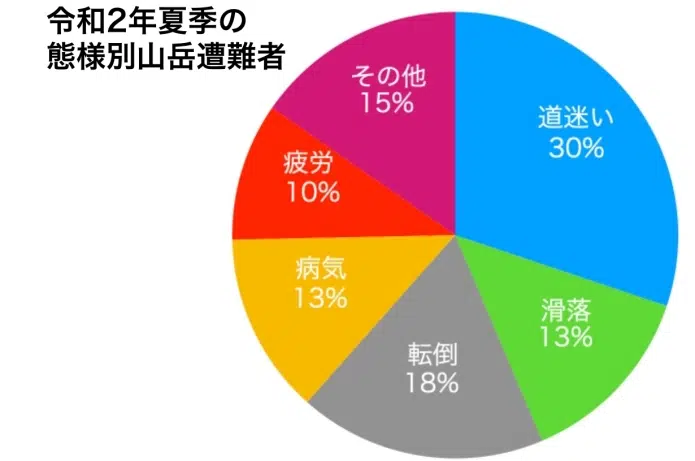 令和2年夏季の
態様別山岳遭難者
道迷い
30%
滑落
13%
転倒
18%
病気
13%
疲労
10%
その他
15%